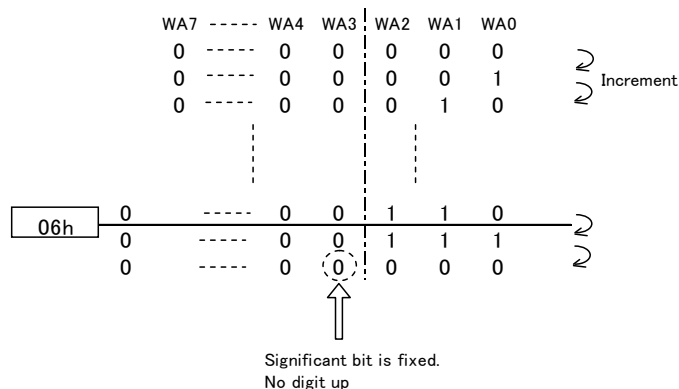 WA7 ----- WA4 WA3 WA2 WA1 WA0
0 ----- 0 0 0 0 0
0 ----- 0 0 0 0 1
Increment
0 ----- 0 0 0 1 0
06h
0 ----- 0 0 1 1 0
0 ----- 0 0 1 1 1
0 ----- 0 0 0 0 0
Significant bit is fixed.
No digit up